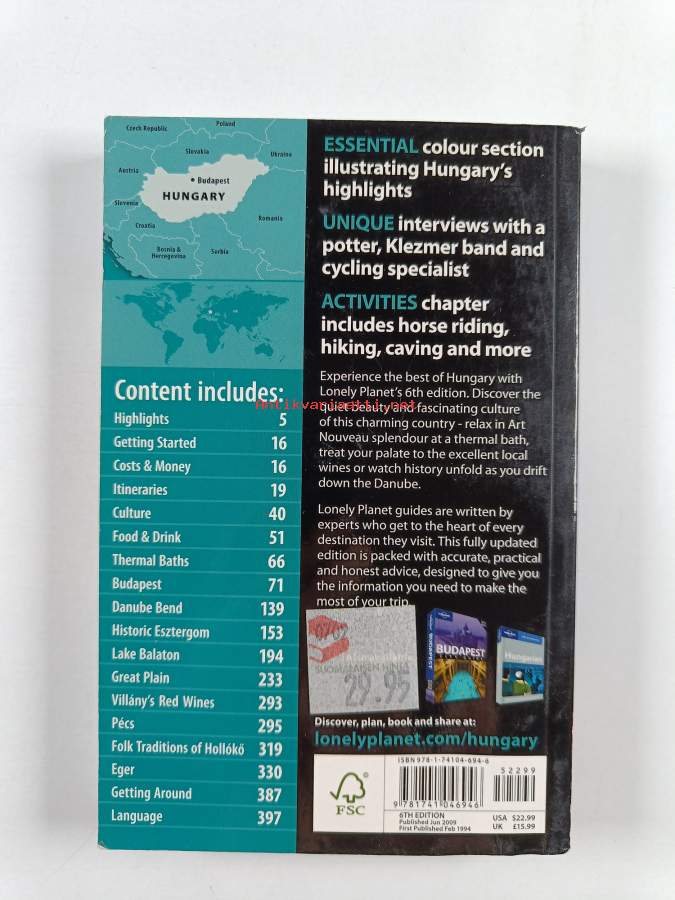 Czech Republic
Poland
Slovakia
Ukraine
Austria
Budapest
HUNGARY
Slovenia
Croatia
Romania
Bosnia &
Hercegovina
Serbia
Content includes:
Highlights 5
Getting Started 16
Costs & Money 16
Itineraries 19
Culture 40
Food & Drink 51
Thermal Baths 66
Budapest 71
Danube Bend 139
Historic Esztergom 153
Lake Balaton 194
Great Plain 233
Villány's Red Wines 293
Pécs 295
Folk Traditions of Hollókő 319
Eger 330
Getting Around 387
Language 397
ESSENTIAL colour section
illustrating Hungary's
highlights
UNIQUE interviews with a
potter, Klezmer band and
cycling specialist
ACTIVITIES chapter
includes horse riding,
hiking, caving and more
Experience the best of Hungary with
Lonely Planet's 6th edition. Discover the
quiet beauty and fascinating culture
of this charming country - relax in Art
Nouveau splendour at a thermal bath,
treat your palate to the excellent local
wines or watch history unfold as you drift
down the Danube.
Antikvariaatti.net
Lonely Planet guides are written by
experts who get to the heart of every
destination they visit. This fully updated
edition is packed with accurate, practical
and honest advice, designed to give you
the information you need to make the
most of your trip.
0702
SUOMALAINEN
29.95
BUDAPEST
BUDAPEST
Hungarian
Discover, plan, book and share at:
lonelyplanet.com/hungary
ISBN 978-1-74104-694-6
52299
9 781741 046946
FSC
6TH EDITION
Published Jun 2009
First Published Feb 1994
USA $22.99
UK £15.99